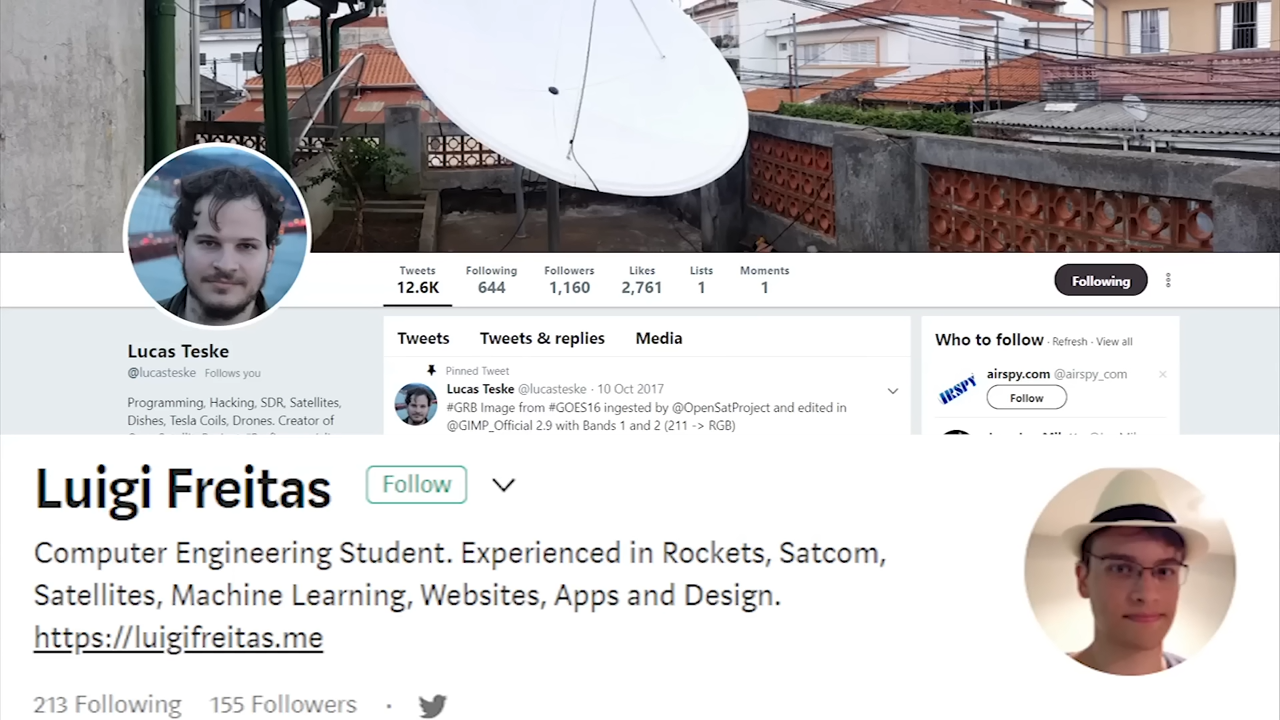 Tweets Following Followers Likes Lists Moments
12.6K 644 1,160 2,761 1 1
Following
Lucas Teske
@lucasteske Follows you
Programming, Hacking, SDR, Satellites,
Dishes, Tesla Coils, Drones. Creator of
Tweets Tweets & replies Media
Pinned Tweet
Lucas Teske @lucasteske · 10 Oct 2017
#GRB Image from #GOES16 ingested by @OpenSatProject and edited in
@GIMP_Official 2.9 with Bands 1 and 2 (211 -> RGB)
Who to follow · Refresh · View all
AIRSPY
airspy.com @airspy_com
Follow
Luigi Freitas Follow
Computer Engineering Student. Experienced in Rockets, Satcom,
Satellites, Machine Learning, Websites, Apps and Design.
https://luigifreitas.me
213 Following 155 Followers ·